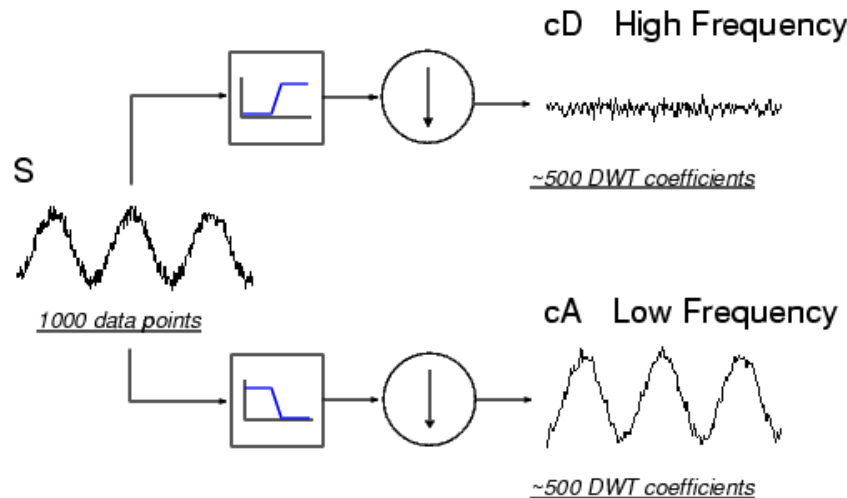 cD High Frequency
~500 DWT coefficients
S
1000 data points
cA Low Frequency
~500 DWT coefficients